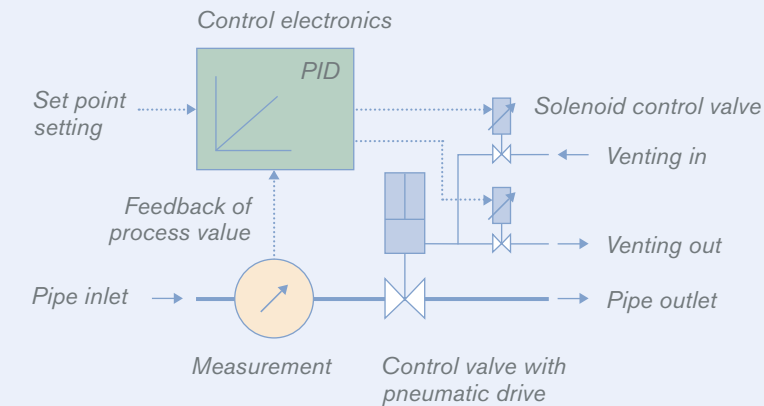 Control electronics
PID
Set point
setting
Solenoid control valve
Venting in
Feedback of
process value
Venting out
Pipe inlet
Pipe outlet
Measurement
Control valve with
pneumatic drive